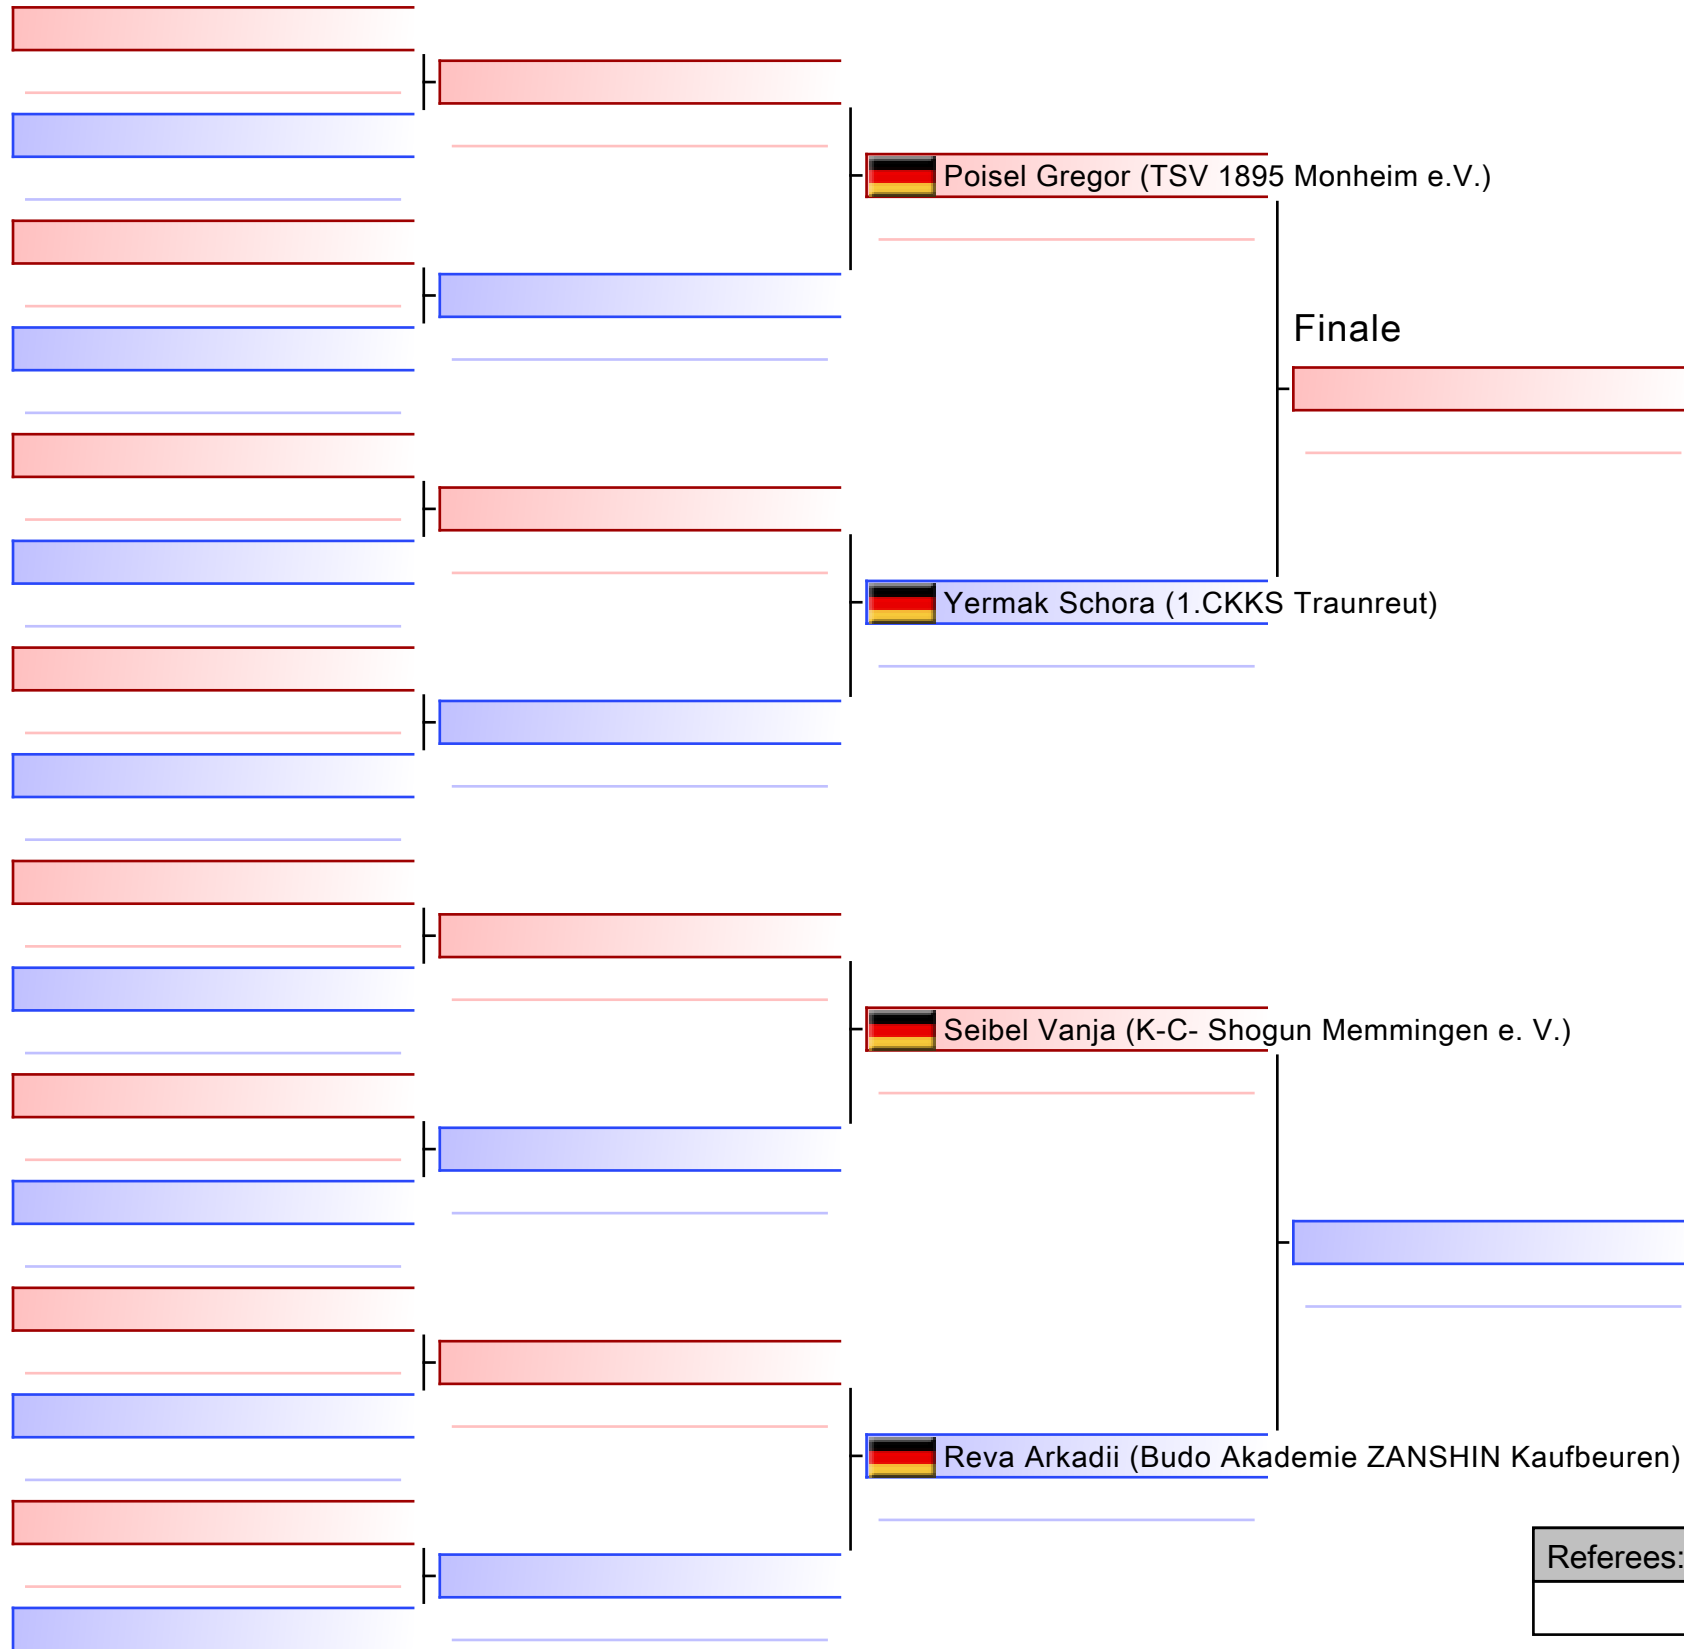 Poisel Gregor (TSV 1895 Monheim e.V.)
Finale
Yermak Schora (1.CKKS Traunreut)
Seibel Vanja (K-C- Shogun Memmingen e. V.)
Reva Arkadii (Budo Akademie ZANSHIN Kaufbeuren)
Referees: